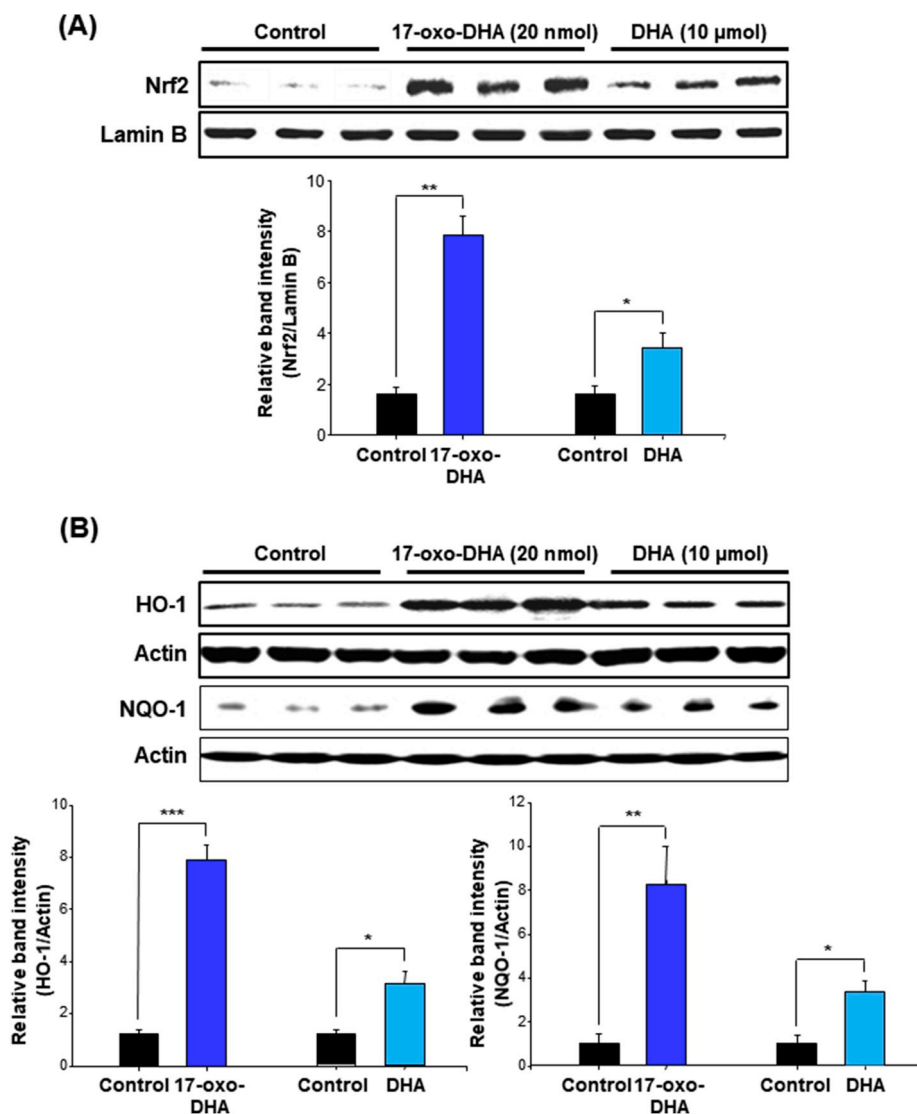 (A)
Control 17-oxo-DHA (20 nmol) DHA (10 µmol)
Nrf2
Lamin B
Relative band intensity
(Nrf2/Lamin B)
10
8
6
4
2
0
**
*
Control 17-oxo-
DHA
Control DHA
(B)
Control 17-oxo-DHA (20 nmol) DHA (10 µmol)
HO-1
Actin
NQO-1
Actin
Relative band intensity
(HO-1/Actin)
10
8
6
4
2
0
***
*
Control 17-oxo-
DHA
Control DHA
Relative band intensity
(NQO-1/Actin)
12
10
8
6
4
2
0
**
*
Control 17-oxo-
DHA
Control DHA